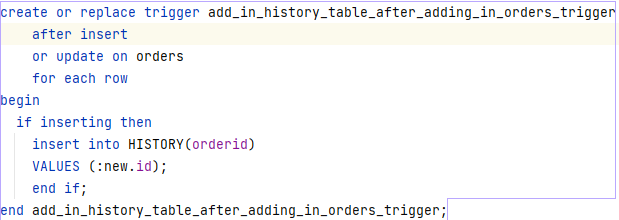 create or replace trigger add_in_history_table_after_adding_in_orders_trigger
    after insert
    or update on orders
    for each row
begin
  if inserting then
    insert into HISTORY(orderid)
    VALUES (:new.id);
    end if;
end add_in_history_table_after_adding_in_orders_trigger;